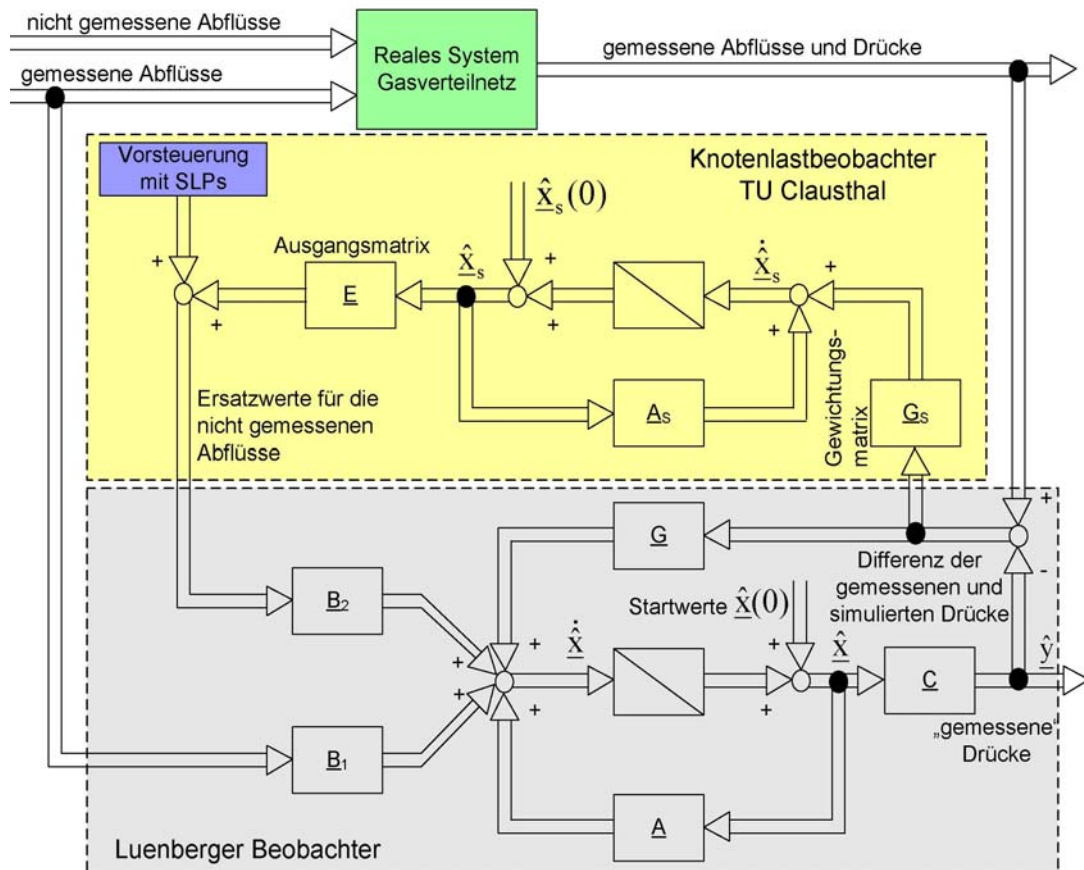 nicht gemessene Abflüsse
gemessene Abflüsse
Reales System
Gasverteilnetz
gemessene Abflüsse und Drücke
Vorsteuerung
mit SLPs
Knotenlastbeobachter
TU Clausthal
x̂s(0)
Ausgangsmatrix
+
+
E
x̂s
+
+
ẋ̂s
+
+
As
Gewichtungs-
matrix
Gs
Ersatzwerte für die
nicht gemessenen
Abflüsse
+
-
G
Differenz der
gemessenen und
simulierten Drücke
B2
Startwerte x̂(0)
+
+
+
+
+
ẋ̂
+
+
x̂
C
ŷ
„gemessene“
Drücke
B1
A
Luenberger Beobachter